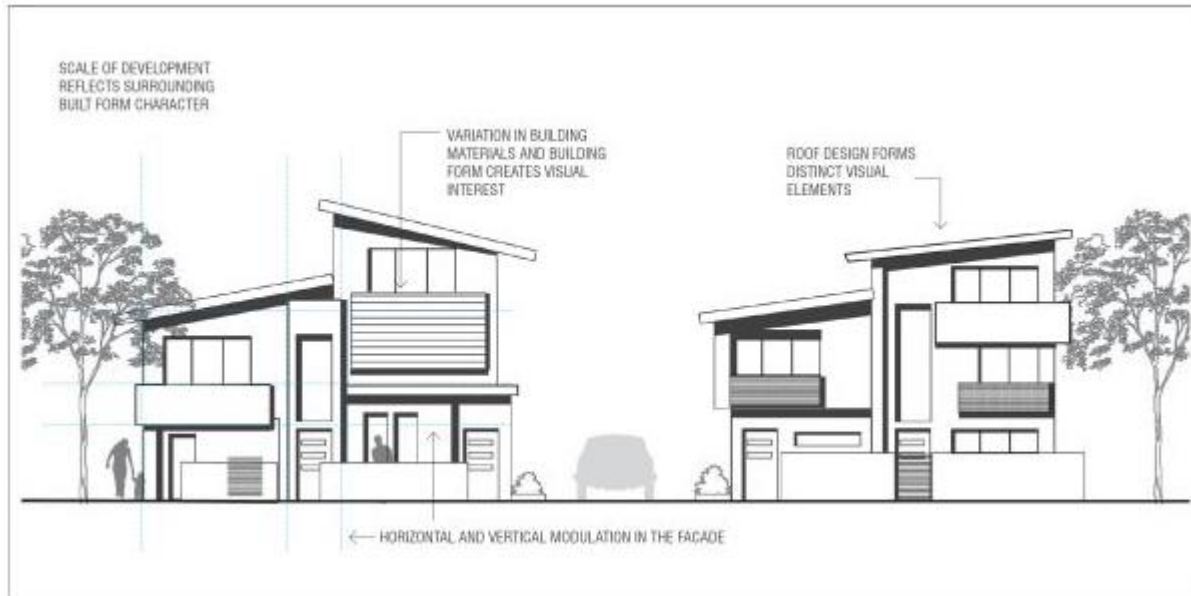 SCALE OF DEVELOPMENT
REFLECTS SURROUNDING
BUILT FORM CHARACTER
VARIATION IN BUILDING
MATERIALS AND BUILDING
FORM CREATES VISUAL
INTEREST
ROOF DESIGN FORMS
DISTINCT VISUAL
ELEMENTS
HORIZONTAL AND VERTICAL MODULATION IN THE FAÇADE